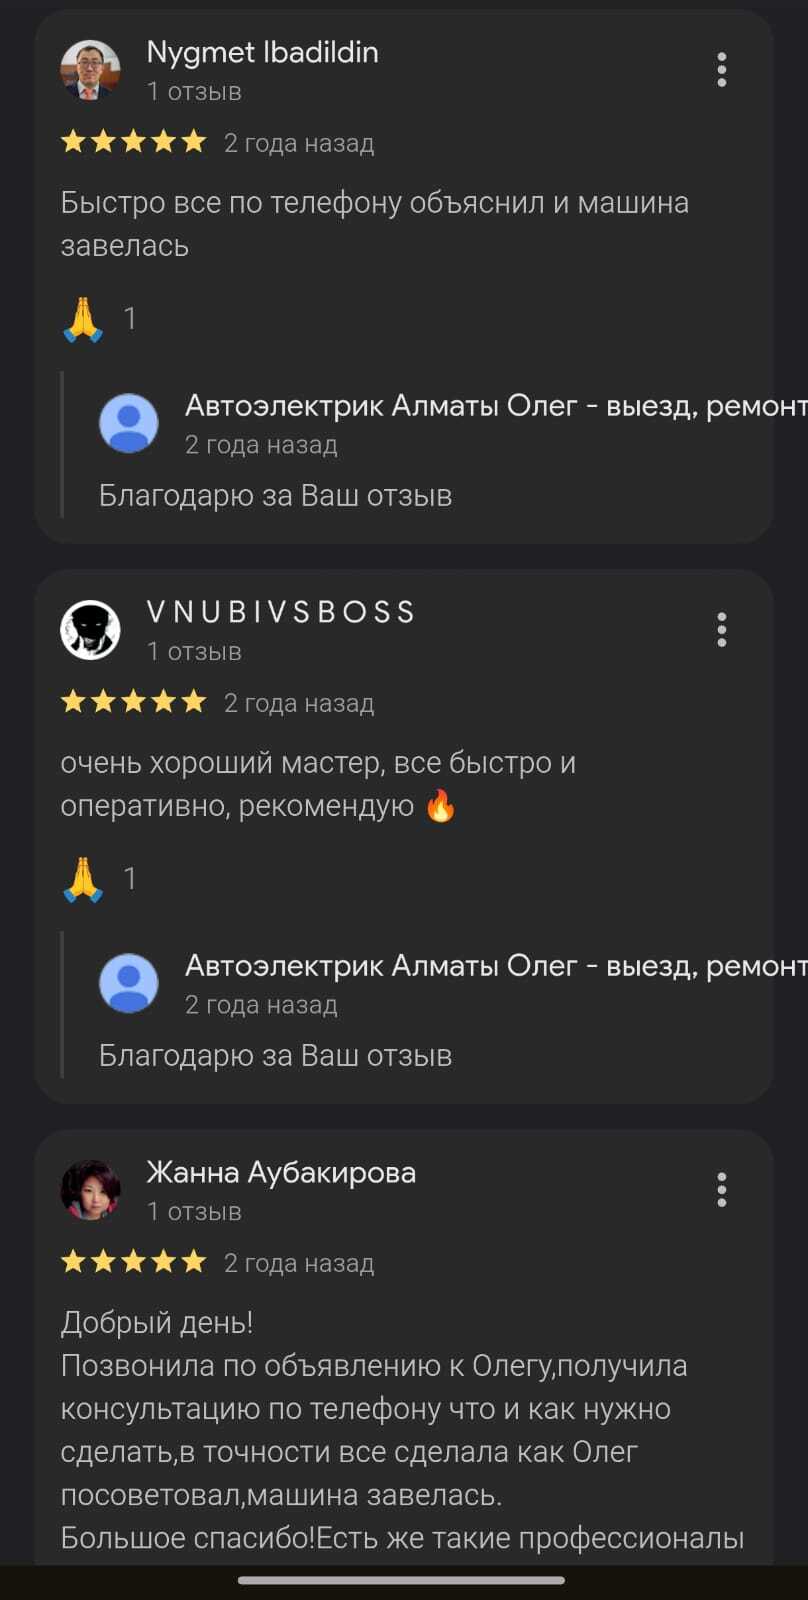 Nygmet Ibadildin
1 отзыв
2 года назад
Быстро все по телефону объяснил и машина
завелась
🙏 1
Автоэлектрик Алматы Олег - выезд, ремонт
2 года назад
Благодарю за Ваш отзыв
V N U B I V S B O S S
1 отзыв
2 года назад
очень хороший мастер, все быстро и
оперативно, рекомендую 🔥
🙏 1
Автоэлектрик Алматы Олег - выезд, ремонт
2 года назад
Благодарю за Ваш отзыв
Жанна Аубакирова
1 отзыв
2 года назад
Добрый день!
Позвонила по объявлению к Олегу,получила
консультацию по телефону что и как нужно
сделать,в точности все сделала как Олег
посоветовал,машина завелась.
Большое спасибо!Есть же такие профессионалы